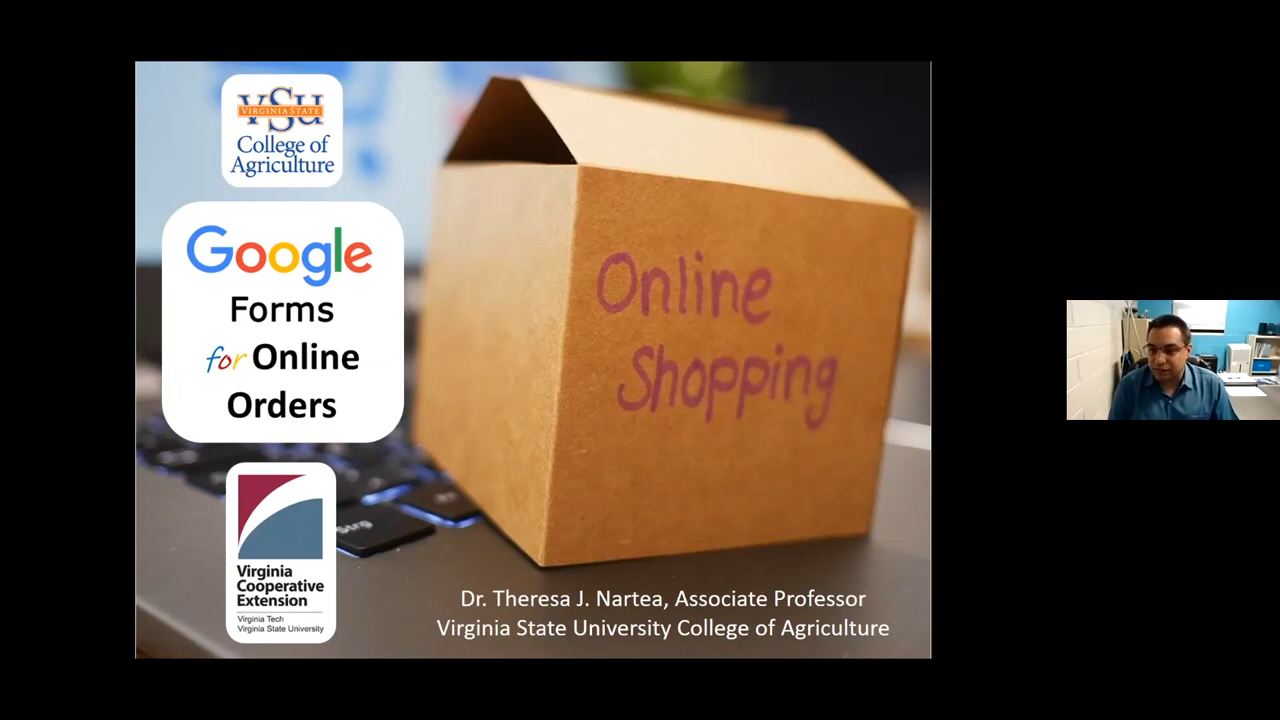 VSU
VIRGINIA STATE
College of
Agriculture
Google
Forms
for Online
Orders
Online
Shopping
Strg
Virginia
Cooperative
Extension
Virginia Tech
Virginia State University
Dr. Theresa J. Nartea, Associate Professor
Virginia State University College of Agriculture